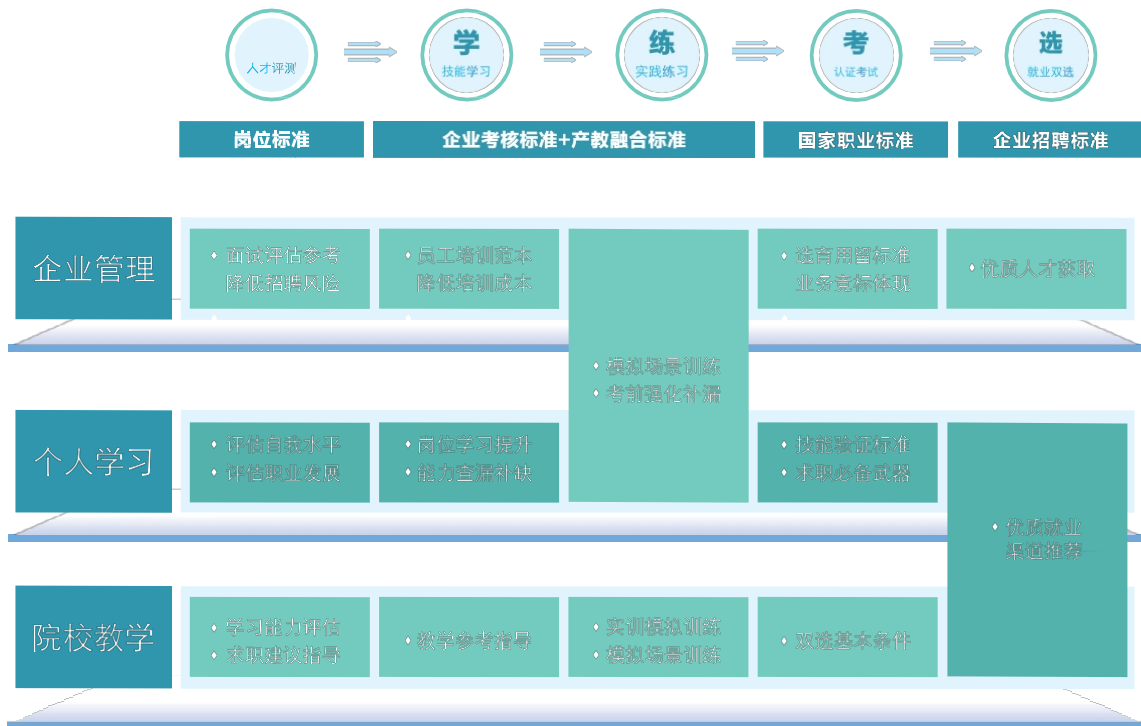 人才评测
学
技能学习
练
实践练习
考
认证考试
选
就业双选
岗位标准
企业考核标准+产教融合标准
国家职业标准
企业招聘标准
企业管理
面试评估参考
降低招聘风险
员工培训范本
降低培训成本
选育用留标准
业务竞标体现
优质人才获取
模拟场景训练
考前强化补漏
个人学习
评估自我水平
评估职业发展
岗位学习提升
能力查漏补缺
技能验证标准
求职必备武器
优质就业
渠道推荐
院校教学
学习能力评估
求职建议指导
教学参考指导
实训模拟训练
模拟场景训练
双选基本条件